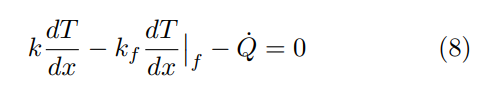 k dT/dx − k_f dT/dx|_f − Q̇ = 0 (8)